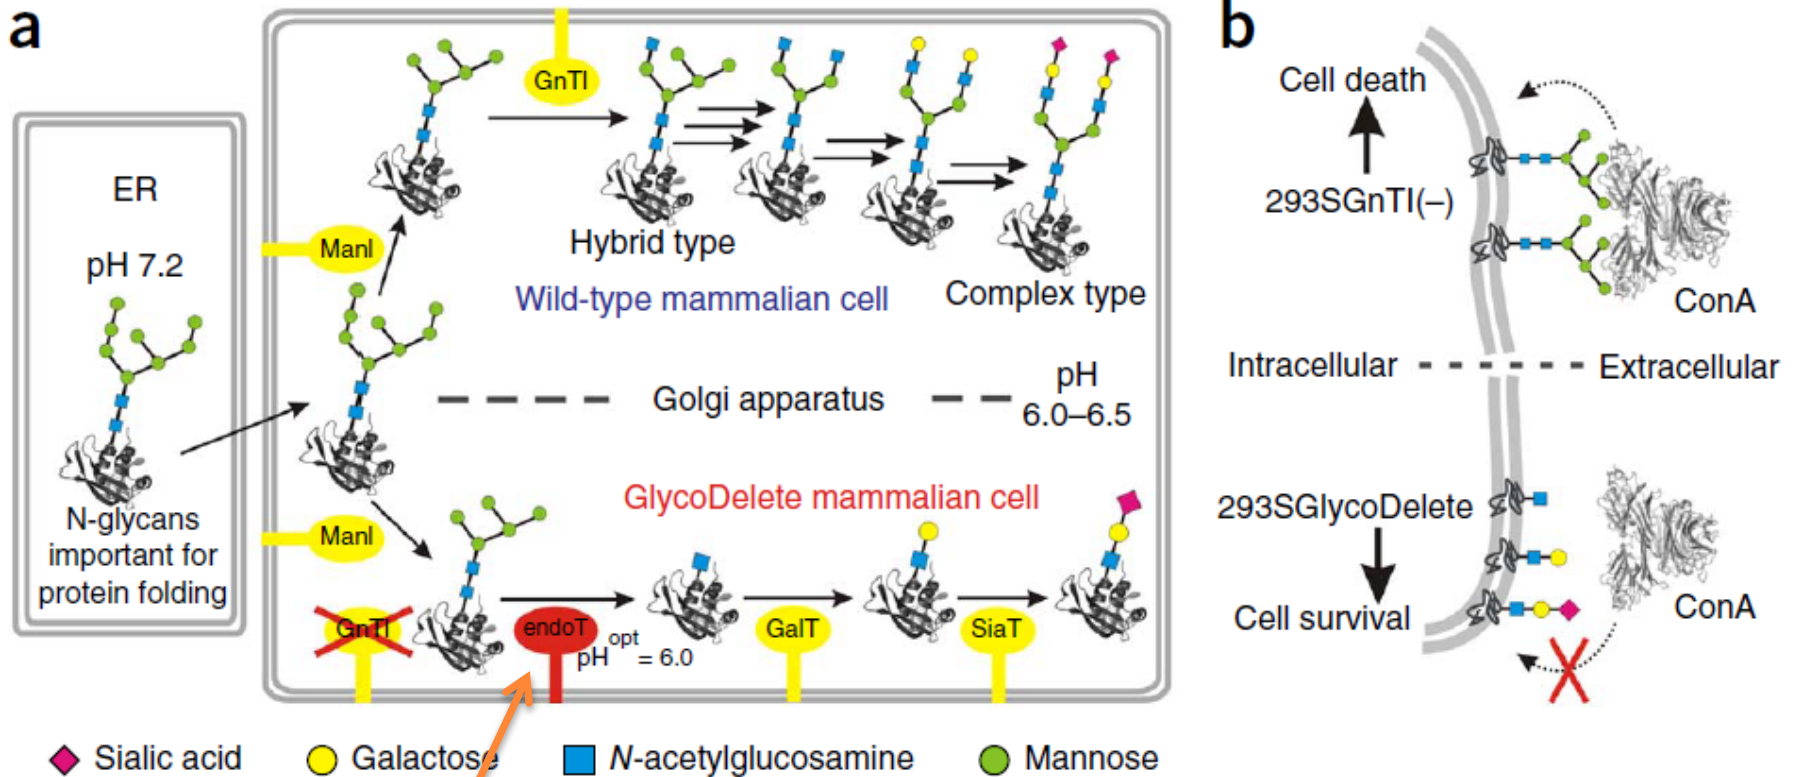 a
ER
pH 7.2
N-glycans
important for
protein folding
GnTI
ManI
Hybrid type
Wild-type mammalian cell
Complex type
Golgi apparatus
pH
6.0–6.5
GlycoDelete mammalian cell
ManI
GnTI
endoT
pH opt = 6.0
GalT
SiaT
Sialic acid
Galactose
N-acetylglucosamine
Mannose
b
Cell death
293SGnTI(–)
ConA
Intracellular
Extracellular
293SGlycoDelete
Cell survival
ConA